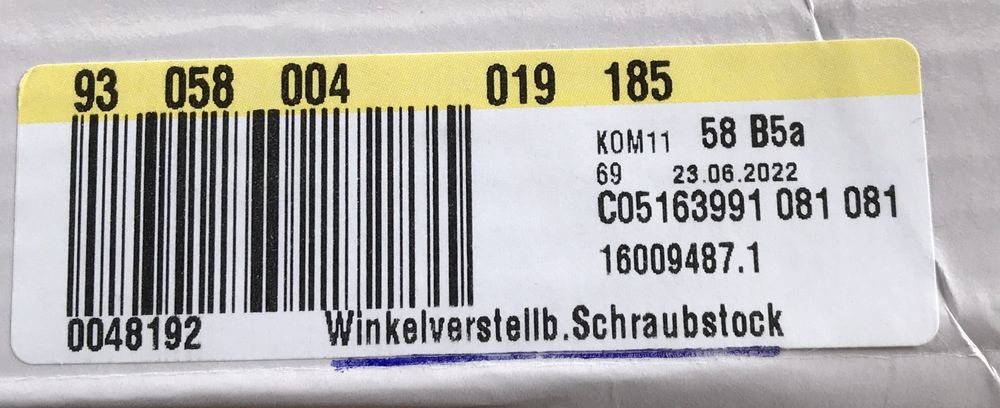 93 058 004 019 185
KOM11 58 B5a
69 23.06.2022
C05163991 081 081
16009487.1
0048192 Winkelverstellb.Schraubstock